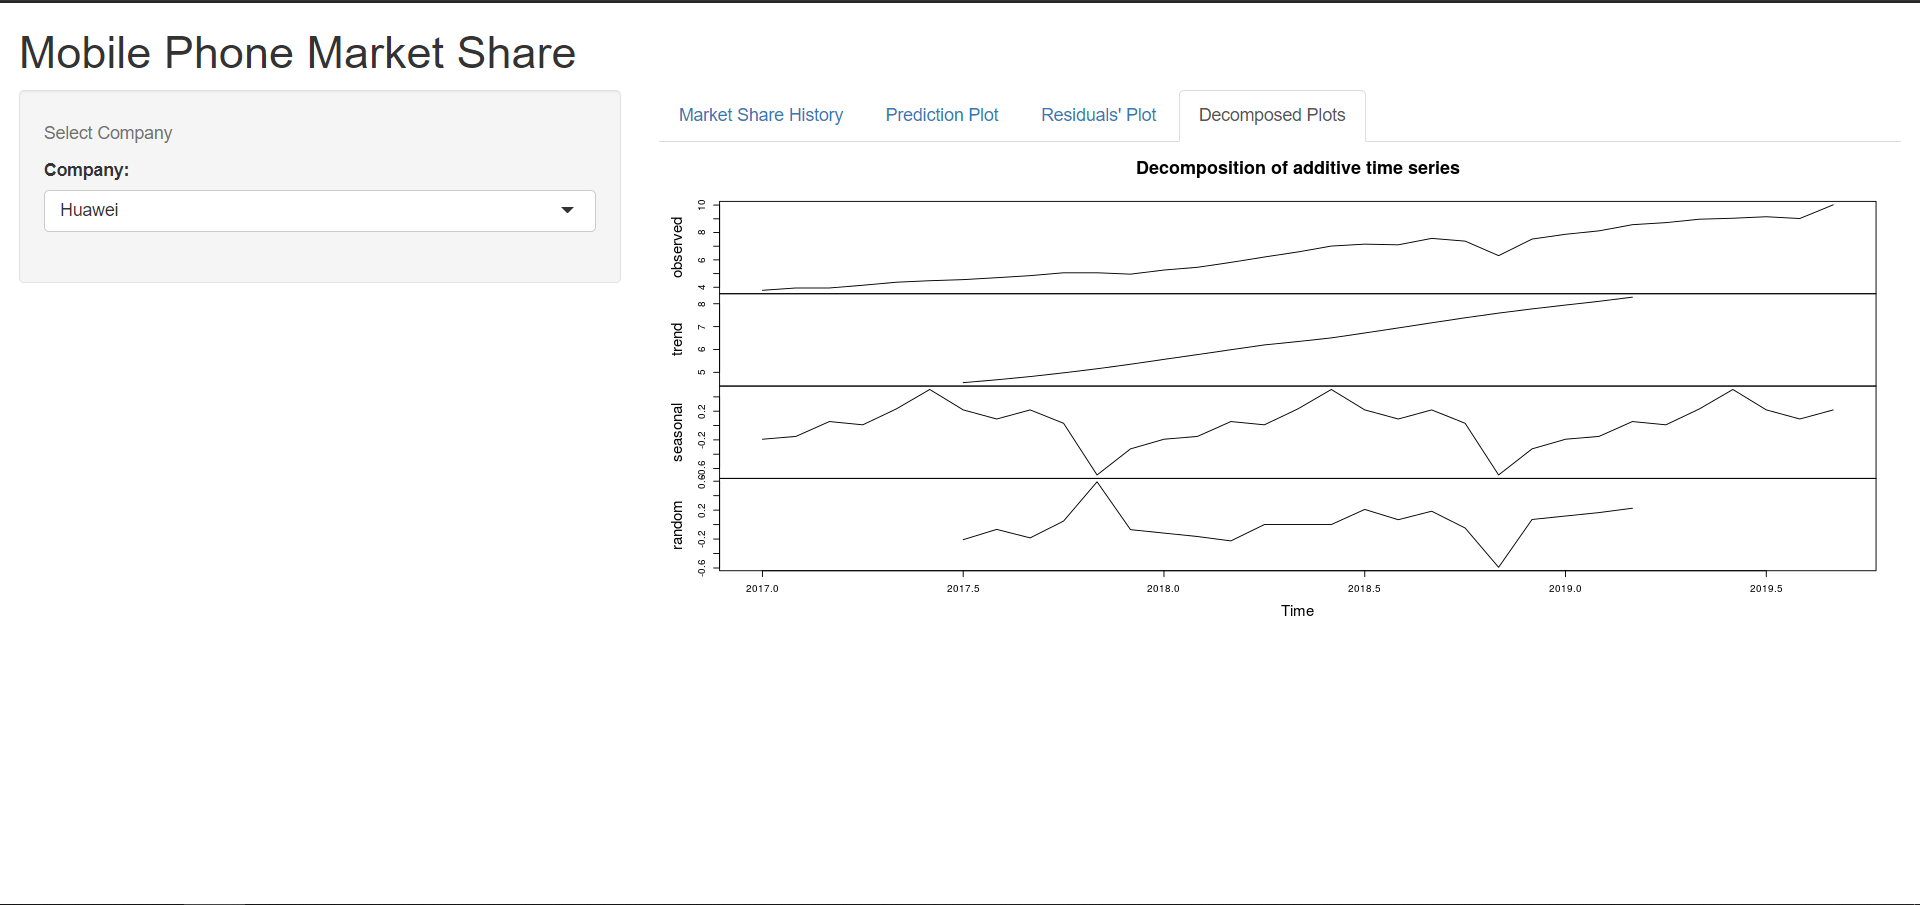 Mobile Phone Market Share
Select Company
Company:
Huawei
Market Share History Prediction Plot Residuals' Plot Decomposed Plots
Decomposition of additive time series
observed
10
8
6
4
trend
8
7
6
5
seasonal
0.2
-0.2
-0.6
random
0.6
0.2
-0.2
-0.6
2017.0 2017.5 2018.0 2018.5 2019.0 2019.5
Time